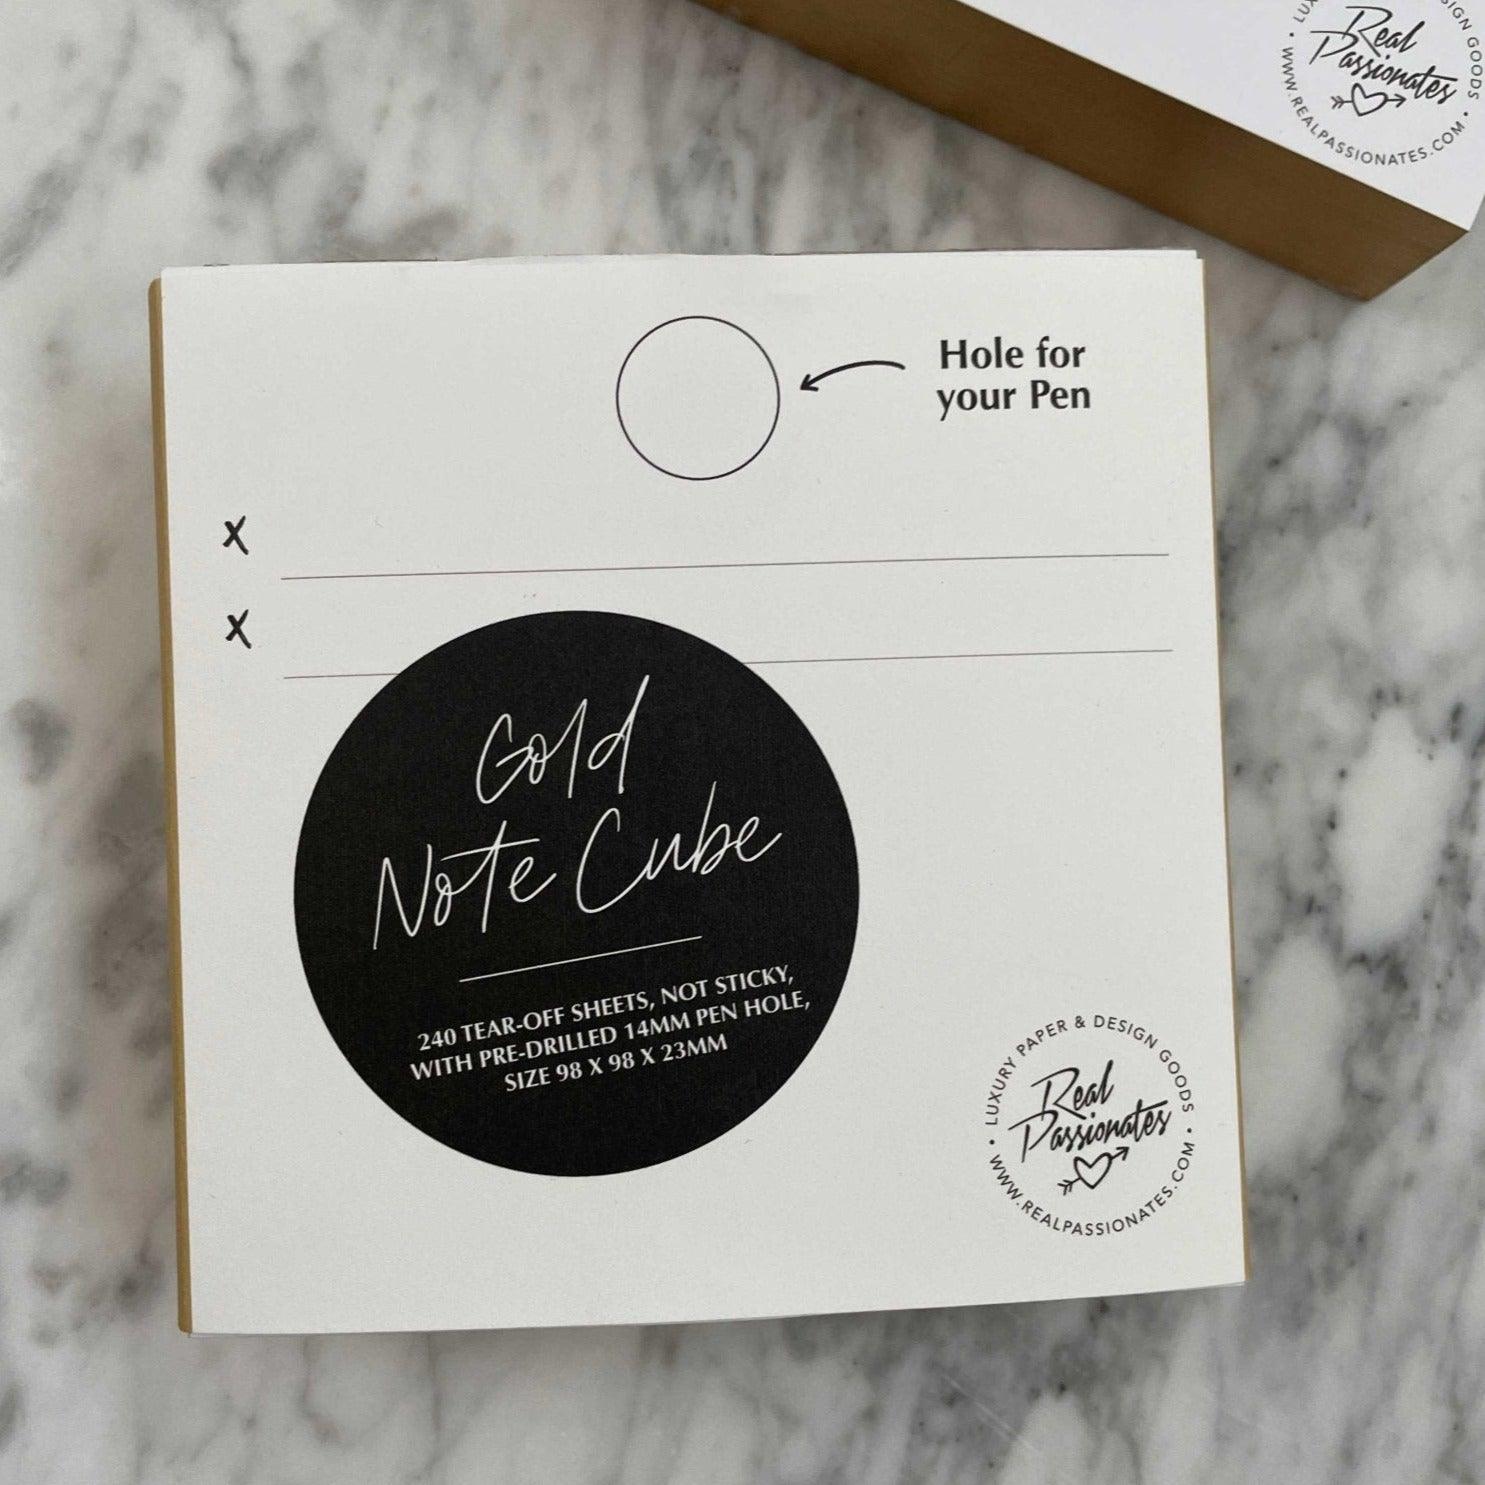 Real
Passionates
GOODS • WWW.REALPASSIONATES.COM •
Hole for
your Pen
X
X
Gold
Note Cube
240 TEAR-OFF SHEETS, NOT STICKY,
WITH PRE-DRILLED 14MM PEN HOLE,
SIZE 98 X 98 X 23MM
• LUXURY PAPER & DESIGN GOODS •
Real
Passionates
WWW.REALPASSIONATES.COM